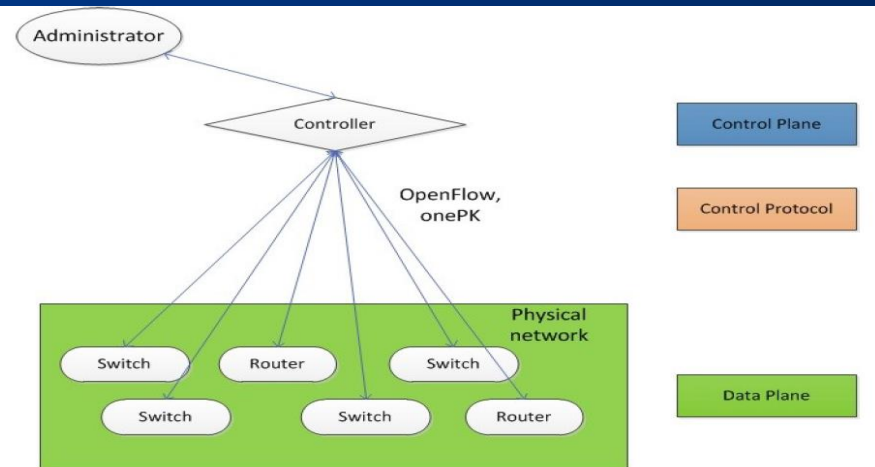 Administrator
Controller
Control Plane
OpenFlow,
onePK
Control Protocol
Physical
network
Switch
Router
Switch
Data Plane
Switch
Switch
Router